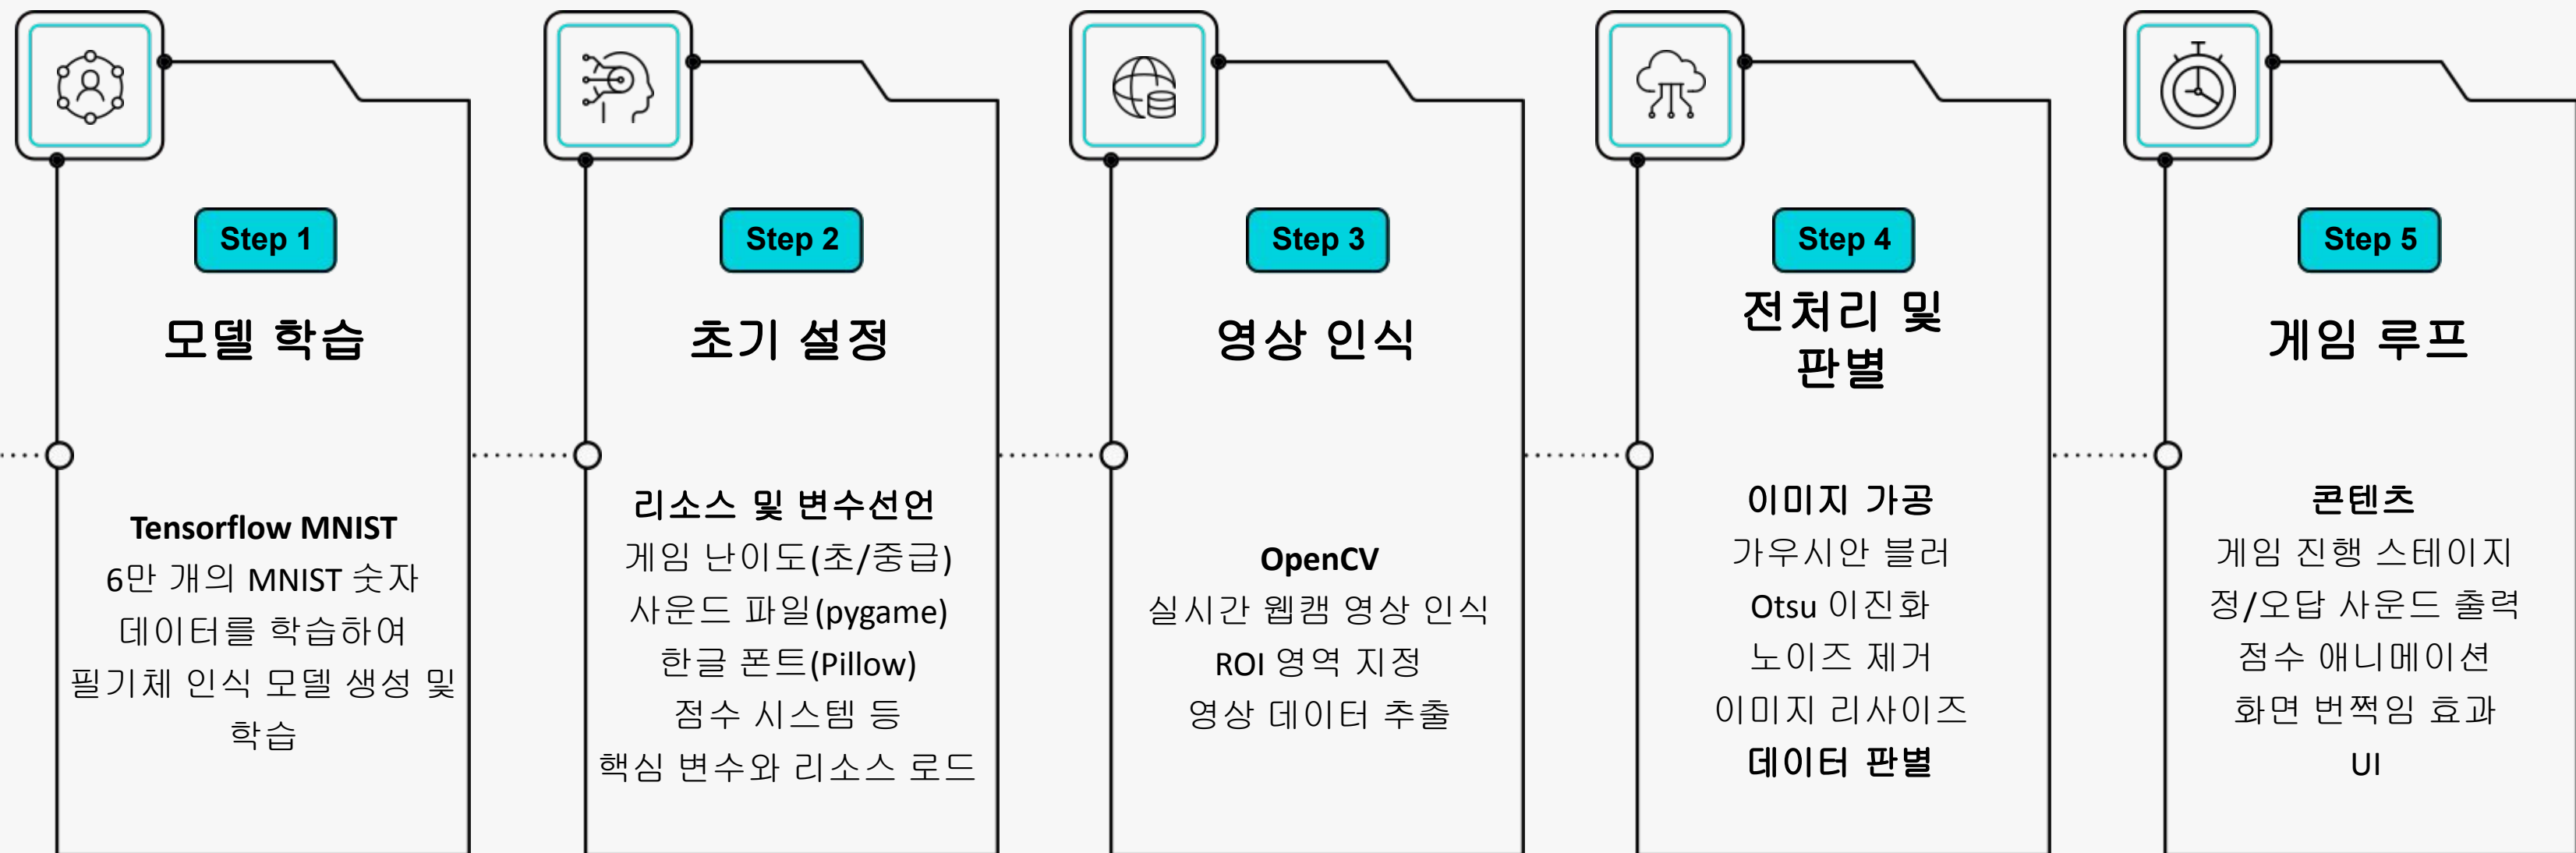 Step 1
모델 학습
Tensorflow MNIST
6만 개의 MNIST 숫자
데이터를 학습하여
필기체 인식 모델 생성 및
학습
Step 2
초기 설정
리소스 및 변수선언
게임 난이도(초/중급)
사운드 파일(pygame)
한글 폰트(Pillow)
점수 시스템 등
핵심 변수와 리소스 로드
Step 3
영상 인식
OpenCV
실시간 웹캠 영상 인식
ROI 영역 지정
영상 데이터 추출
Step 4
전처리 및
판별
이미지 가공
가우시안 블러
Otsu 이진화
노이즈 제거
이미지 리사이즈
데이터 판별
Step 5
게임 루프
콘텐츠
게임 진행 스테이지
정/오답 사운드 출력
점수 애니메이션
화면 번쩍임 효과
UI